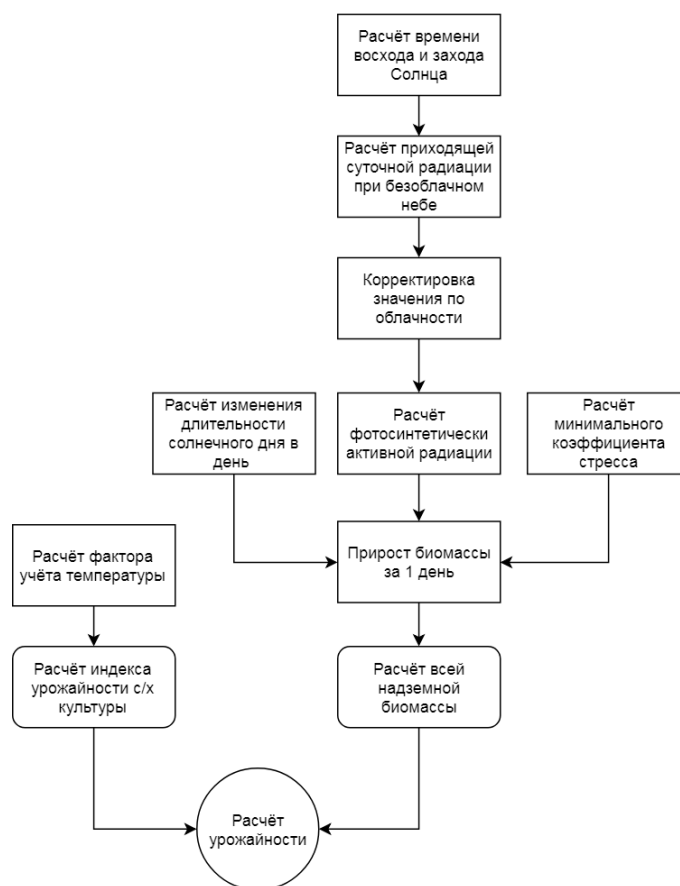 Расчёт времени
восхода и захода
Солнца
Расчёт приходящей
суточной радиации
при безоблачном
небе
Корректировка
значения по
облачности
Расчёт изменения
длительности
солнечного дня в
день
Расчёт
фотосинтетически
активной радиации
Расчёт
минимального
коэффициента
стресса
Расчёт фактора
учёта температуры
Прирост биомассы
за 1 день
Расчёт индекса
урожайности с/х
культуры
Расчёт всей
надземной
биомассы
Расчёт
урожайности